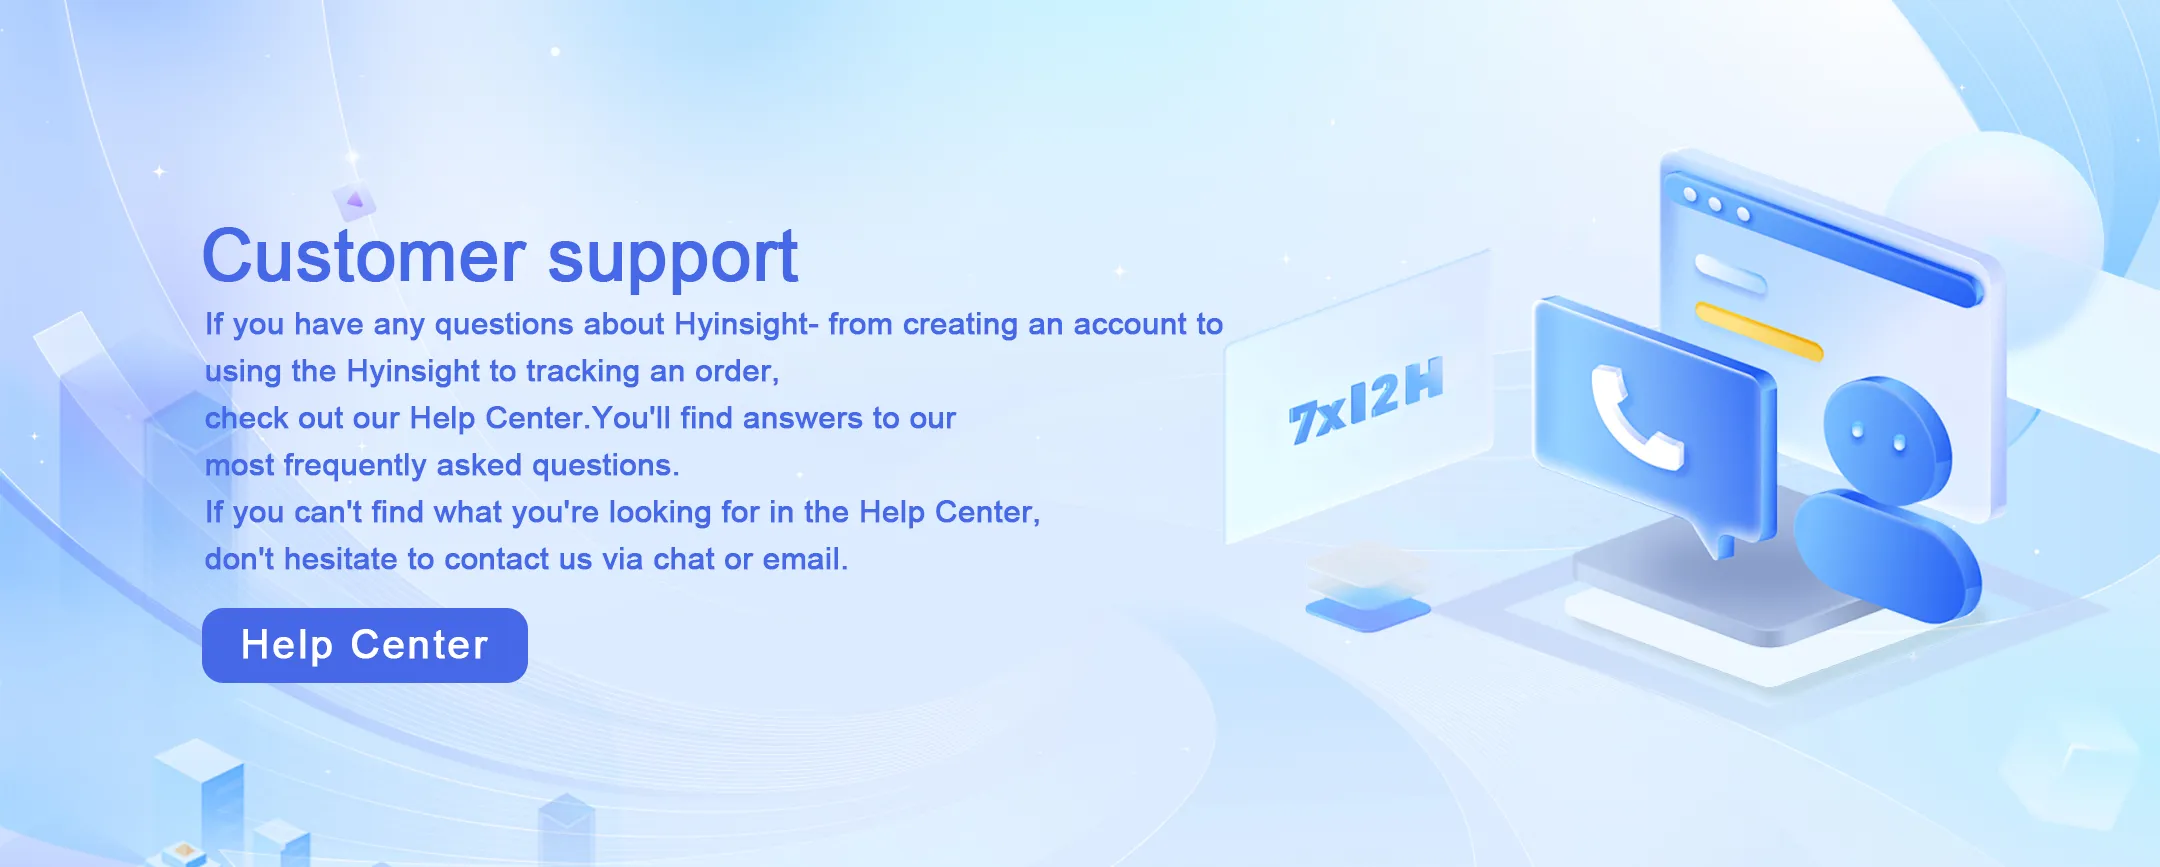 Customer support
If you have any questions about Hyinsight- from creating an account to
using the Hyinsight to tracking an order,
check out our Help Center.You'll find answers to our
most frequently asked questions.
If you can't find what you're looking for in the Help Center,
don't hesitate to contact us via chat or email.
Help Center
7x12H